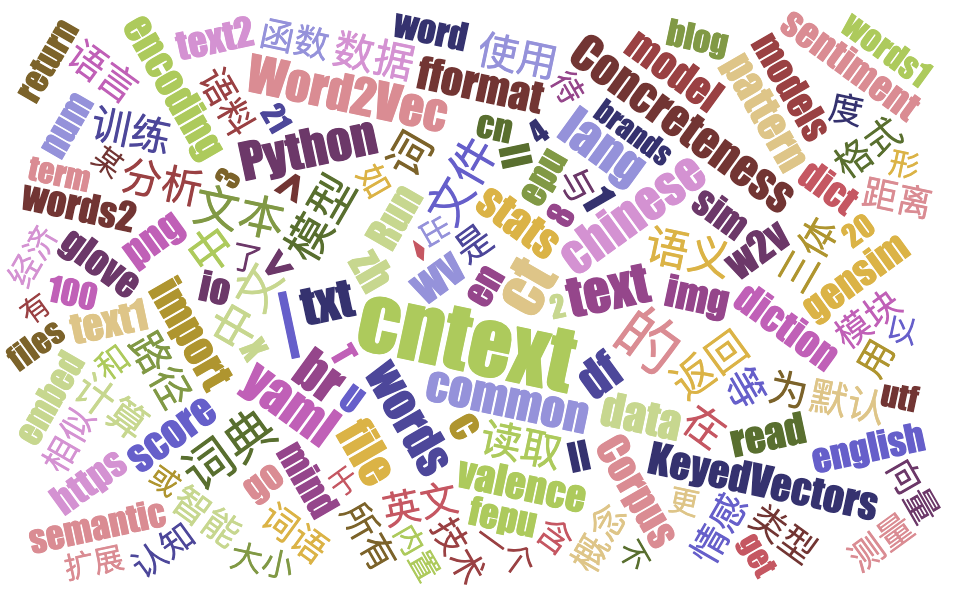 return
语言
num
训练
encoding
语料
text2
函数
数据
word
使用
待
blog
model
models
pattern
sentiment
words1
Word2Vec
fformat
Concreteness
21
Python
cn
4
brands
lang
度
格式
形
term
某
分析
3
如
词
文件
epu
与
1
dict
距离
words2
文本
模型
Run
stats
8
chinese
sim
w2v
体
20
glove
png
中
了
在
是
语义
三
gensim
经济
io
文
zh
wv
en
ct
2
text
img
diction
模块
以
有
100
import
txt
cntext
的
返回
用
files
text1
中
x
df
embed
和
路径
计算
br
T
u
words
common
等
为
默认
utf
yaml
相似
score
词典
file
c
读取
ll
data
在
read
english
https
或
go
mind
于
所有
valence
Corpus
KeyedVectors
向量
semantic
智能
词语
英文
fepu
更
情感
类型
测量
扩展
认知
大小
内置
技术
一个
含
概念
不
get